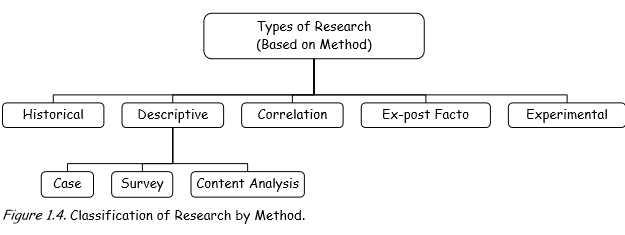 Types of Research
(Based on Method)
Historical
Descriptive
Correlation
Ex-post Facto
Experimental
Case
Survey
Content Analysis
Figure 1.4. Classification of Research by Method.